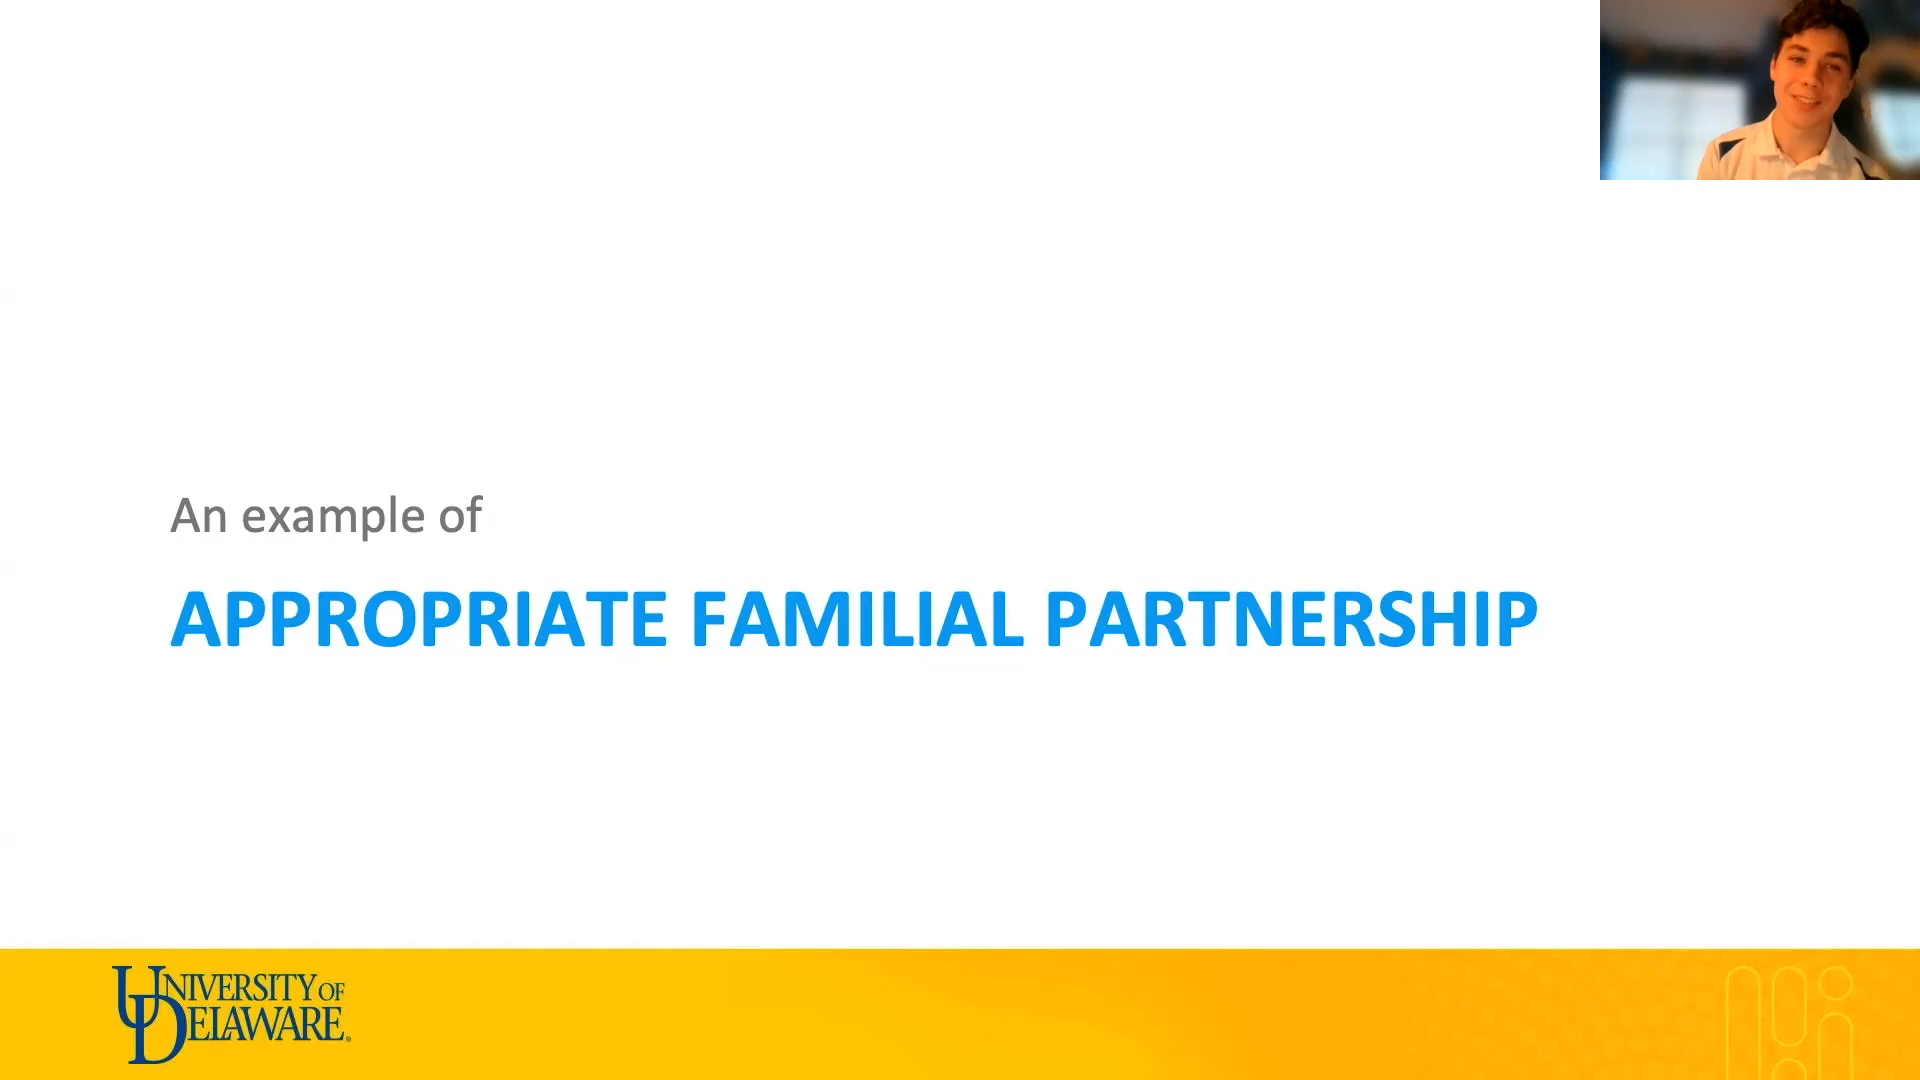 An example of
APPROPRIATE FAMILIAL PARTNERSHIP
UNIVERSITY OF
DELAWARE®